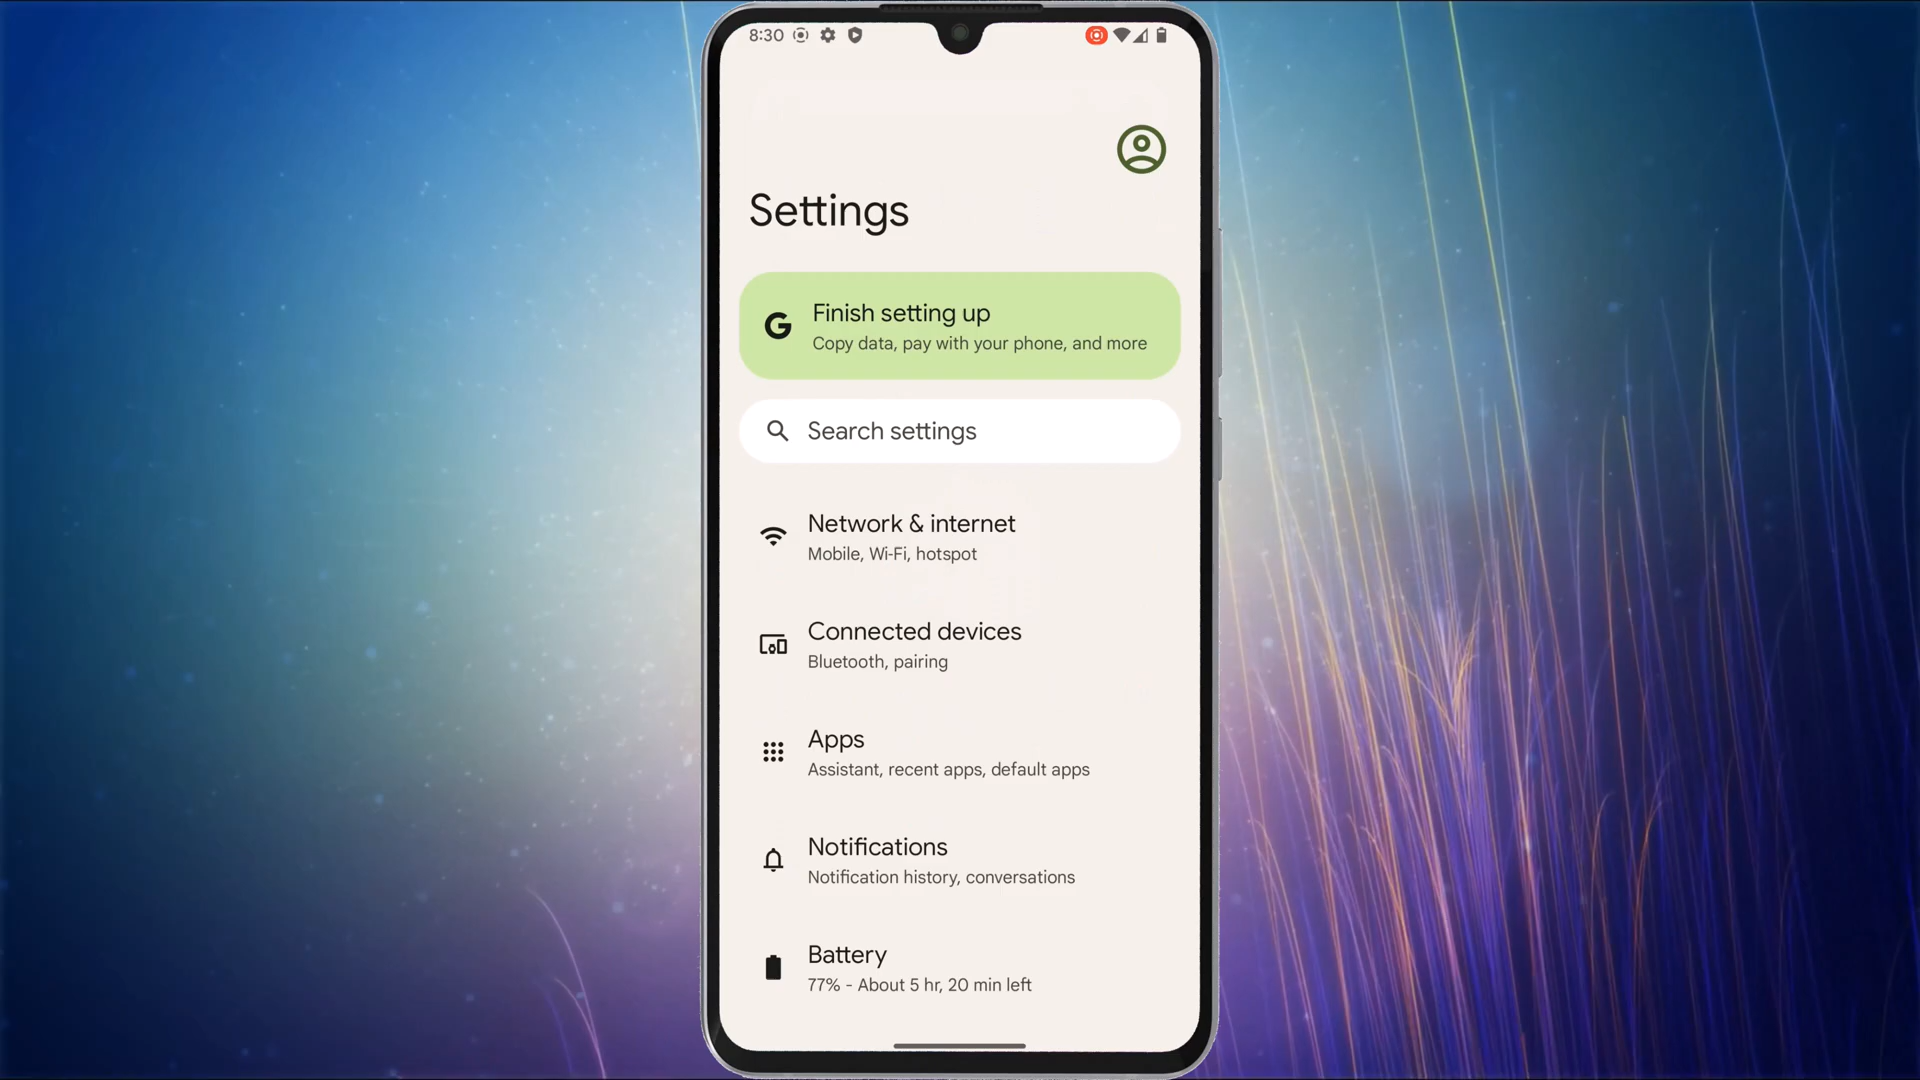 8:30
Settings
Finish setting up
Copy data, pay with your phone, and more
Search settings
Network & internet
Mobile, Wi-Fi, hotspot
Connected devices
Bluetooth, pairing
Apps
Assistant, recent apps, default apps
Notifications
Notification history, conversations
Battery
77% - About 5 hr, 20 min left